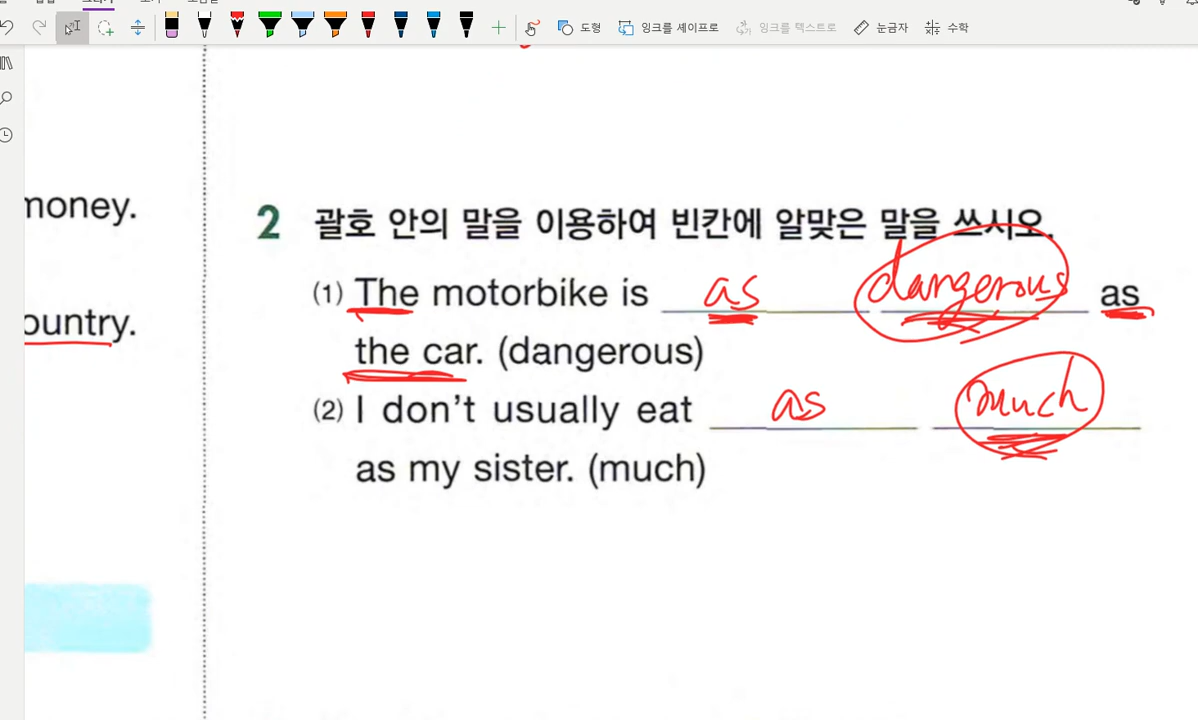 도형 잉크를 셰이프로 잉크를 텍스트로 눈금자 수학
money.
ountry.
2 괄호 안의 말을 이용하여 빈칸에 알맞은 말을 쓰시오.
(1) The motorbike is as dangerous as
the car. (dangerous)
(2) I don't usually eat as much
as my sister. (much)